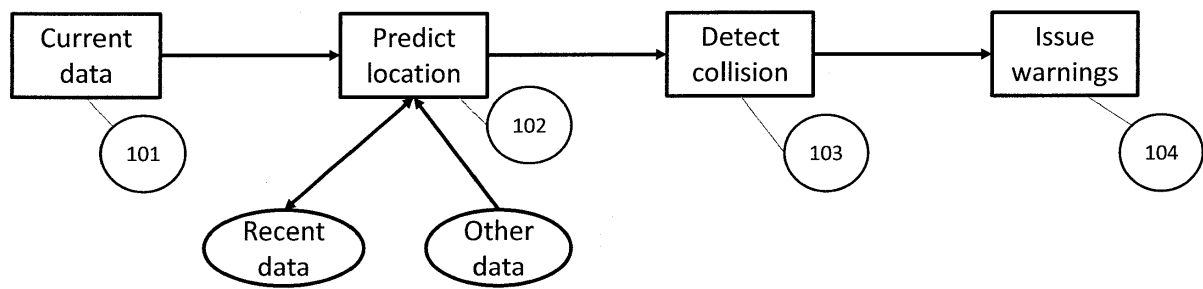 Current
data
Predict
location
Detect
collision
Issue
warnings
101
102
103
104
Recent
data
Other
data